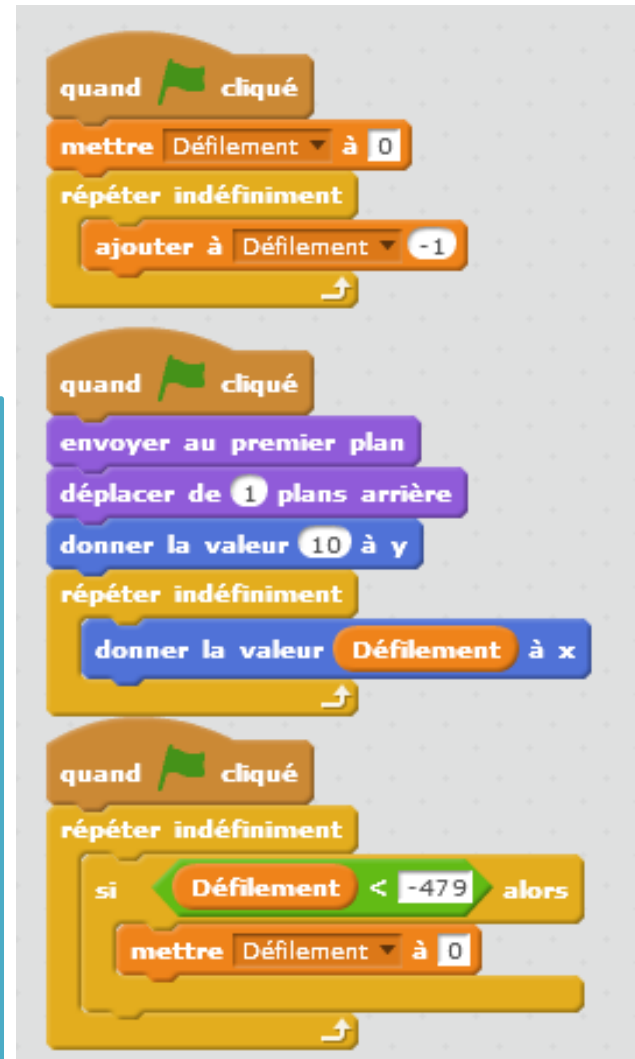 quand cliqué
mettre Défilement à 0
répéter indéfiniment
ajouter à Défilement -1
quand cliqué
envoyer au premier plan
déplacer de 1 plans arrière
donner la valeur 10 à y
répéter indéfiniment
donner la valeur Défilement à x
quand cliqué
répéter indéfiniment
si Défilement < -479 alors
mettre Défilement à 0